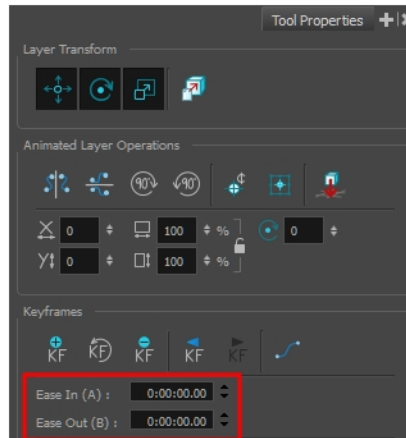 Tool Properties
Layer Transform
Animated Layer Operations
90° 90°
X 0 100 % 0
Y 0 100 %
Keyframes
KF KF KF KF KF
Ease In (A) : 0:00:00.00
Ease Out (B) : 0:00:00.00